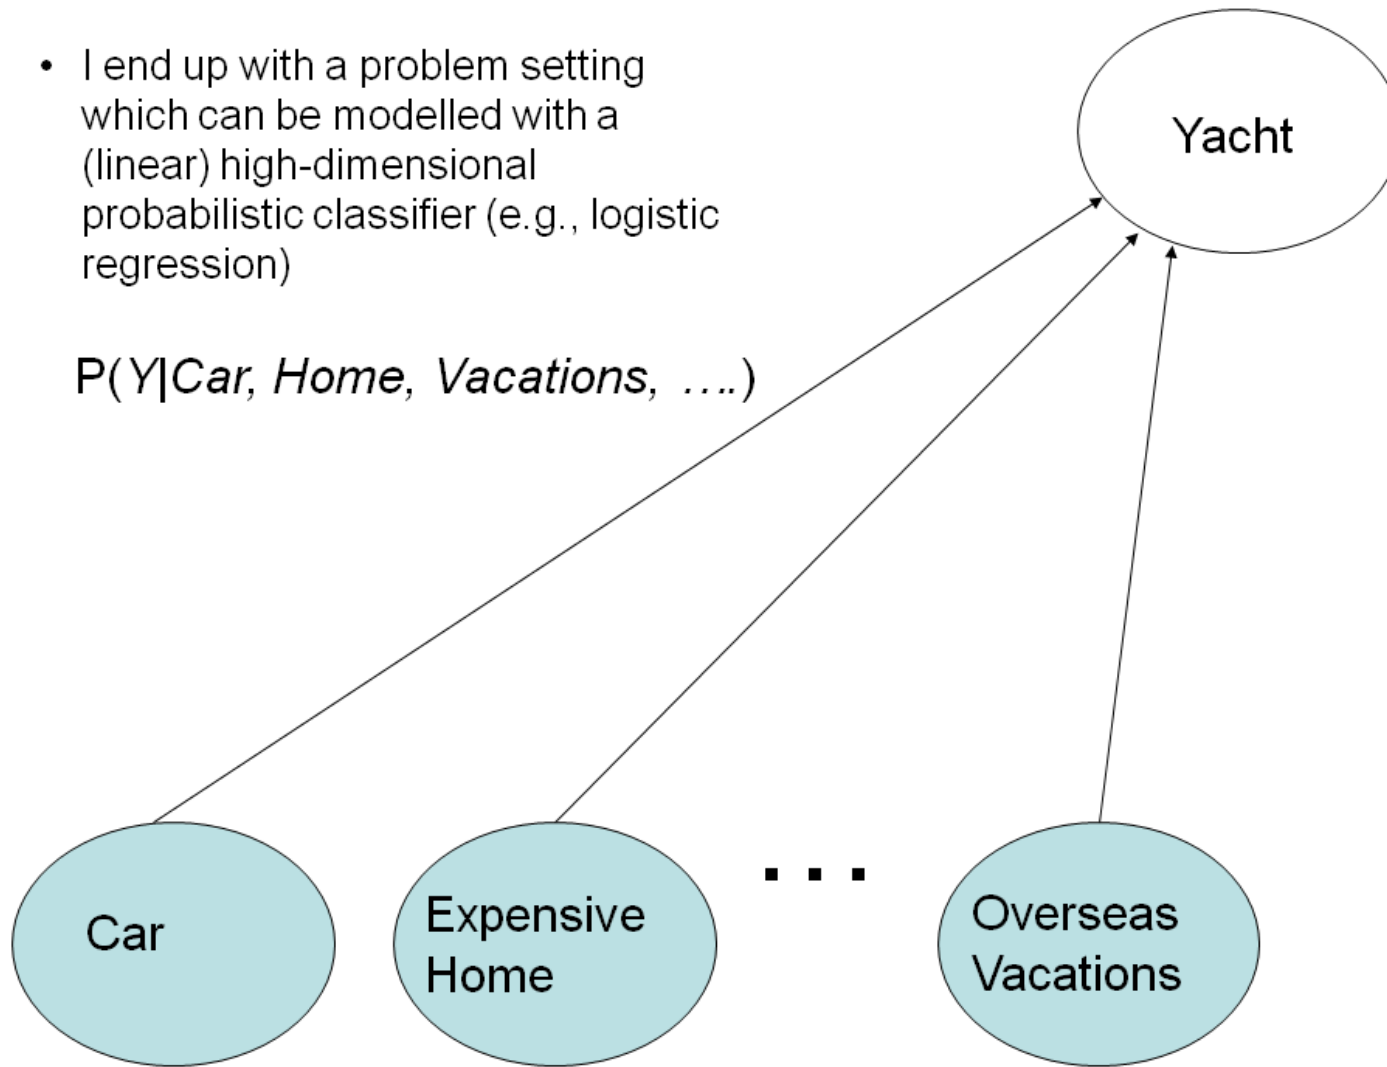 • I end up with a problem setting
which can be modelled with a
(linear) high-dimensional
probabilistic classifier (e.g., logistic
regression)
P(Y|Car, Home, Vacations, ….)
Yacht
Car
Expensive
Home
. . .
Overseas
Vacations